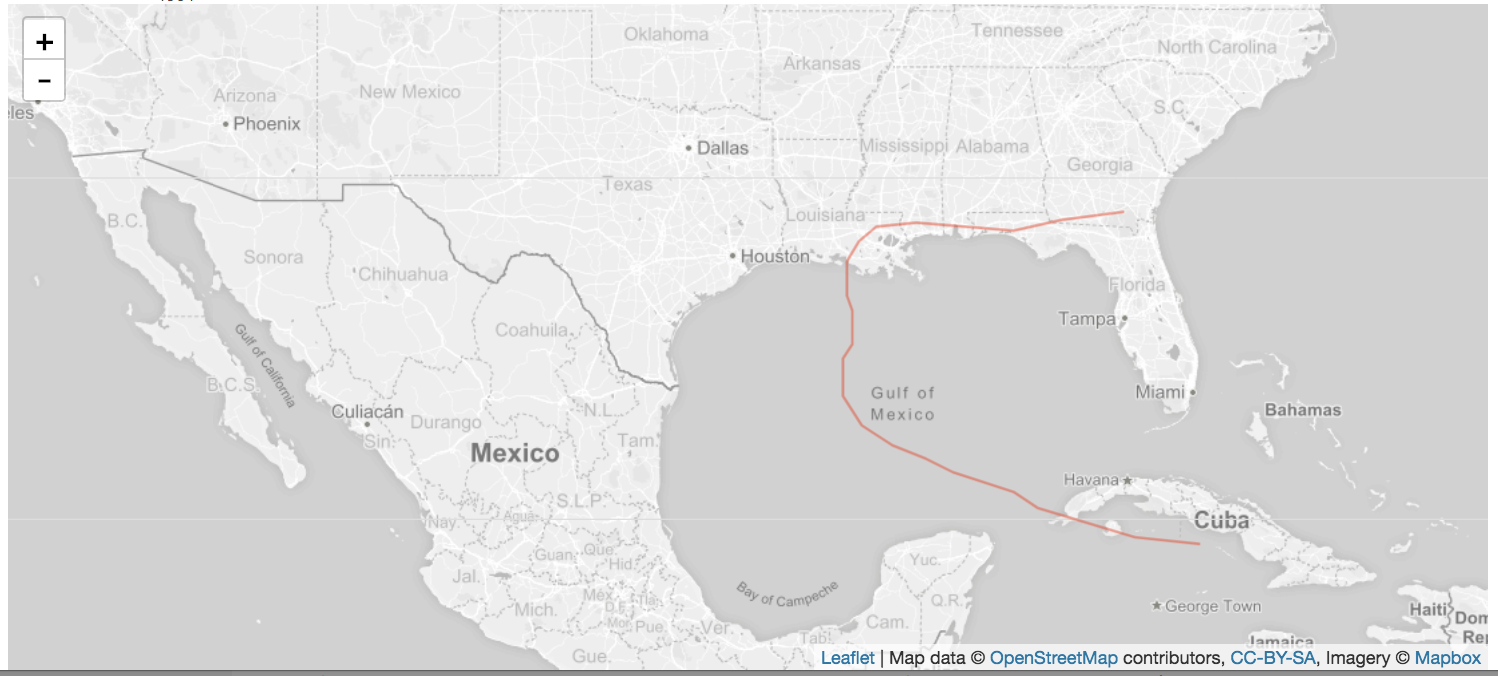 +
−
Oklahoma
Tennessee
North Carolina
Arkansas
Arizona
New Mexico
eles
S.C.
Phoenix
Dallas
Mississippi
Alabama
Georgia
Texas
Louisiana
B.C.
Sonora
Houston
Chihuahua
Florida
Tampa
Coahuila
Gulf of California
B.C.S.
Gulf of
Mexico
Miami
Bahamas
Culiacán
Durango
N.L.
Sin.
Tam.
Mexico
Havana
S.L.P
Cuba
Nay.
Agua.
Guan.
Que.
Hid.
Yuc.
Jal.
Bay of Campeche
Méx.
D.F.
Tla.
Q.R.
George Town
Mich.
Mor.
Pue.
Ver.
Cam.
Haiti
Dom
Rep
Tab.
Jamaica
Gue.
Leaflet | Map data © OpenStreetMap contributors, CC-BY-SA, Imagery © Mapbox